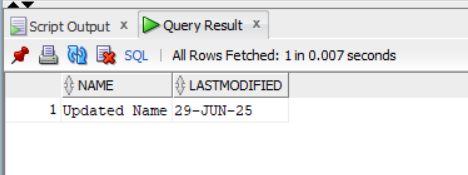 Script Output x Query Result x
SQL | All Rows Fetched: 1 in 0.007 seconds
NAME LASTMODIFIED
1 Updated Name 29-JUN-25